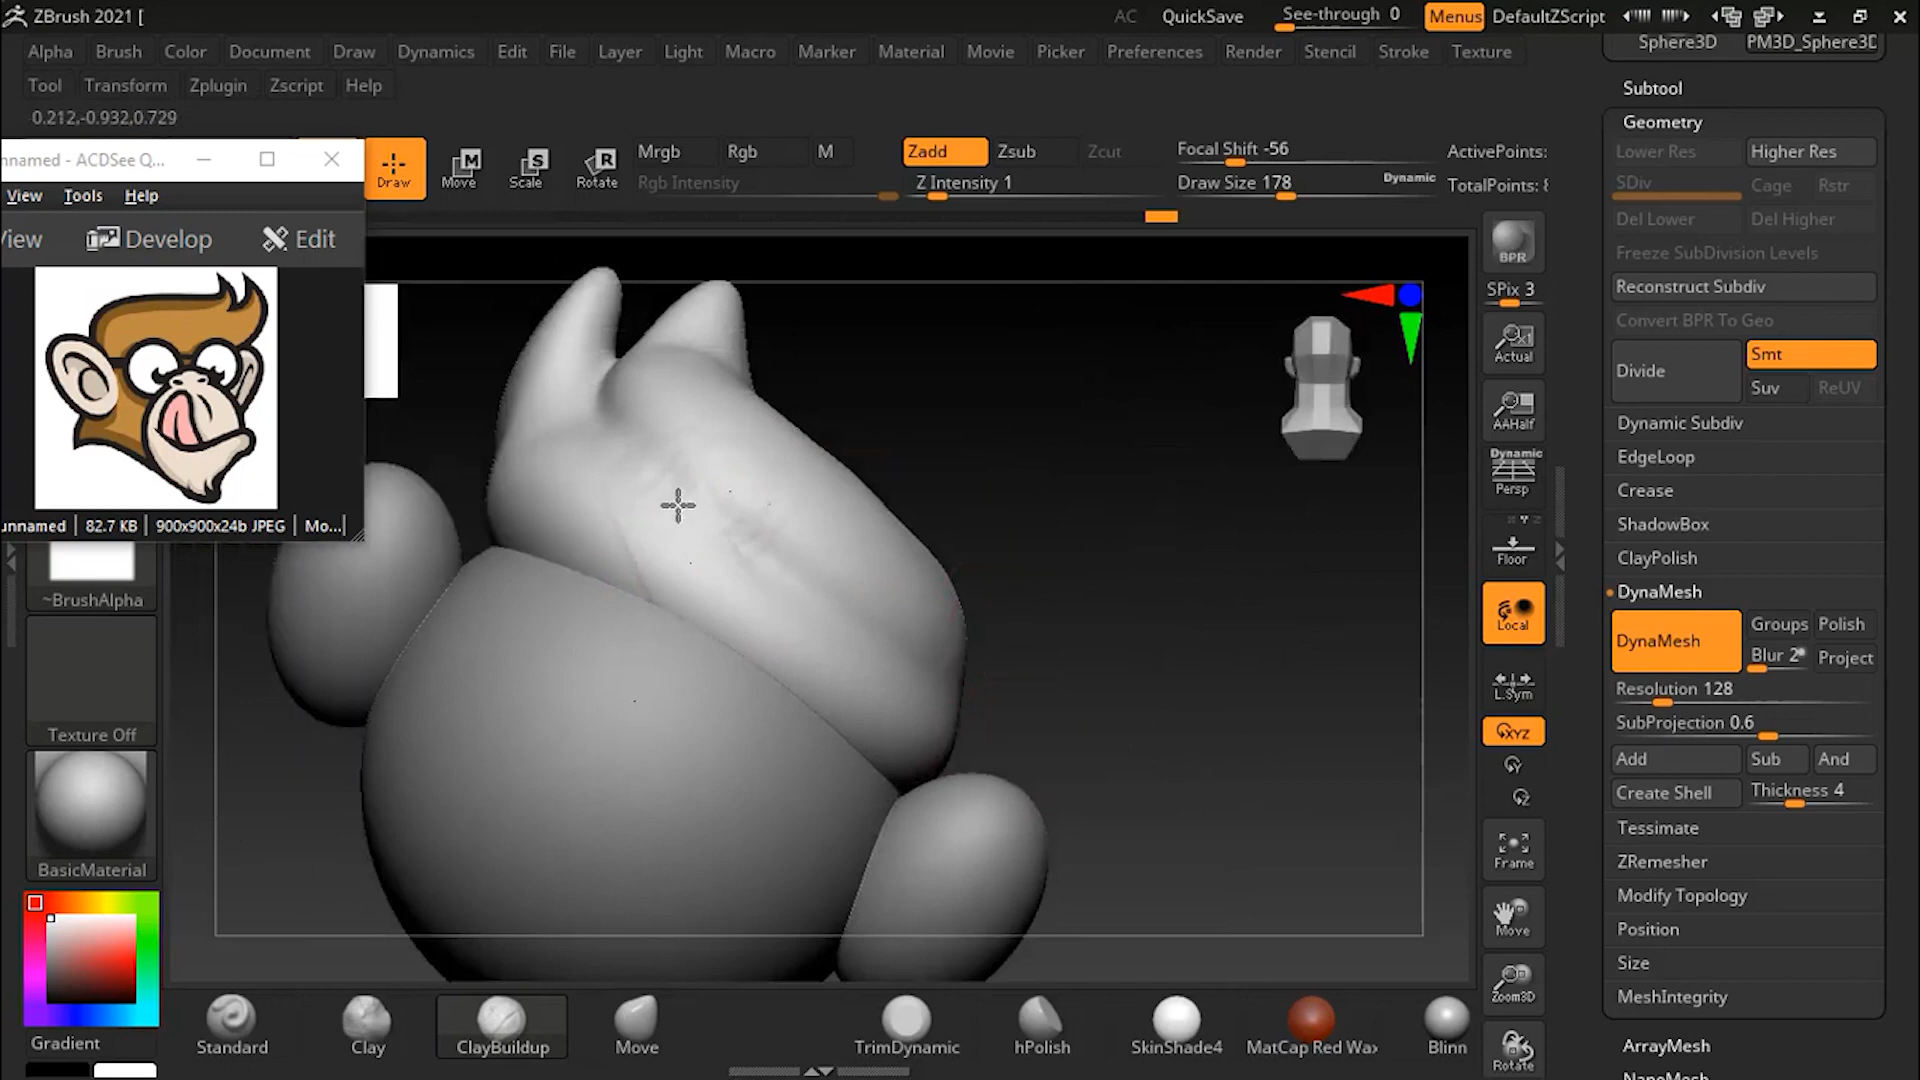 ZBrush 2021 [
AC QuickSave See-through 0 Menus DefaultZScript
Alpha Brush Color Document Draw Dynamics Edit File Layer Light Macro Marker Material Movie Picker Preferences Render Stencil Stroke Texture
Tool Transform Zplugin Zscript Help
0.212,-0.932,0.729
nnamed - ACDSee Q...
View Tools Help
View Develop Edit
unnamed 82.7 KB 900x900x24b JPEG Mo...
Draw Move Scale Rotate
M S R
Mrgb Rgb M
Rgb Intensity
Zadd Zsub Zcut
Z Intensity 1
Focal Shift -56
Draw Size 178 Dynamic
ActivePoints:
TotalPoints: 8
~BrushAlpha
Texture Off
BasicMaterial
Gradient
BPR
SPix 3
Actual
AAHalf
Dynamic
Persp
Floor
Local
L.Sym
XYZ
Y
Z
Frame
Move
Zoom3D
Rotate
Sphere3D PM3D_Sphere3D
Subtool
Geometry
Lower Res Higher Res
SDiv Cage Rstr
Del Lower Del Higher
Freeze SubDivision Levels
Reconstruct Subdiv
Convert BPR To Geo
Divide Smt
Suv ReUV
Dynamic Subdiv
EdgeLoop
Crease
ShadowBox
ClayPolish
DynaMesh
DynaMesh Groups Polish
Blur 2 Project
Resolution 128
SubProjection 0.6
Add Sub And
Create Shell Thickness 4
Tessimate
ZRemesher
Modify Topology
Position
Size
MeshIntegrity
ArrayMesh
NanoMesh
Standard Clay ClayBuildup Move TrimDynamic hPolish SkinShade4 MatCap Red Wax Blinn